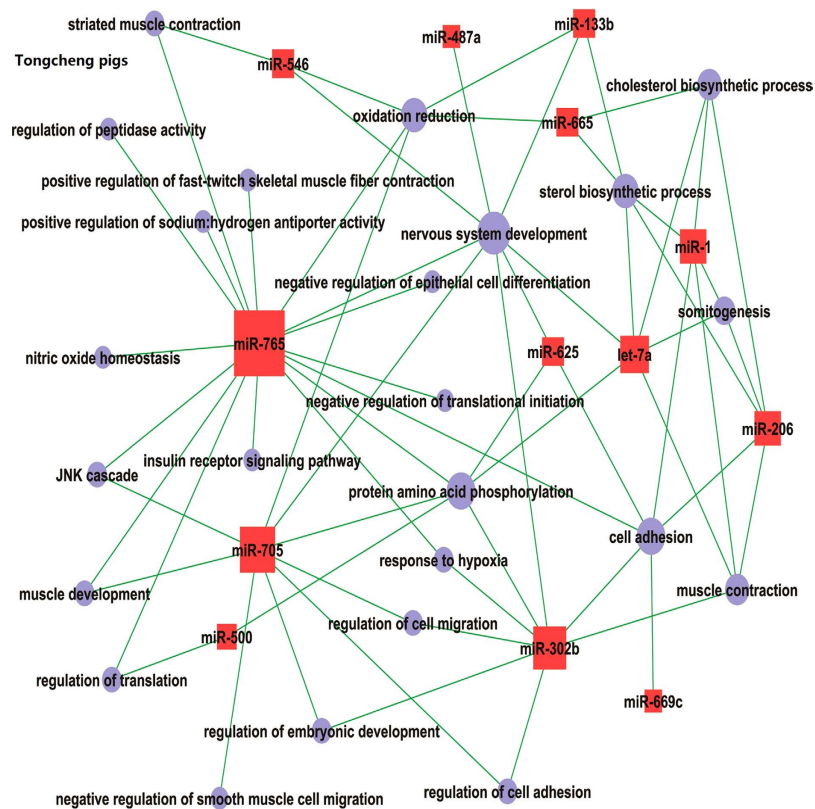 striated muscle contraction
miR-487a
miR-133b
Tongcheng pigs
miR-546
cholesterol biosynthetic process
oxidation reduction
miR-665
regulation of peptidase activity
positive regulation of fast-twitch skeletal muscle fiber contraction
sterol biosynthetic process
positive regulation of sodium:hydrogen antiporter activity
nervous system development
miR-1
negative regulation of epithelial cell differentiation
somitogenesis
miR-765
miR-625
let-7a
nitric oxide homeostasis
negative regulation of translational initiation
miR-206
insulin receptor signaling pathway
JNK cascade
protein amino acid phosphorylation
cell adhesion
miR-705
response to hypoxia
muscle development
muscle contraction
regulation of cell migration
miR-500
miR-302b
regulation of translation
miR-669c
regulation of embryonic development
regulation of cell adhesion
negative regulation of smooth muscle cell migration